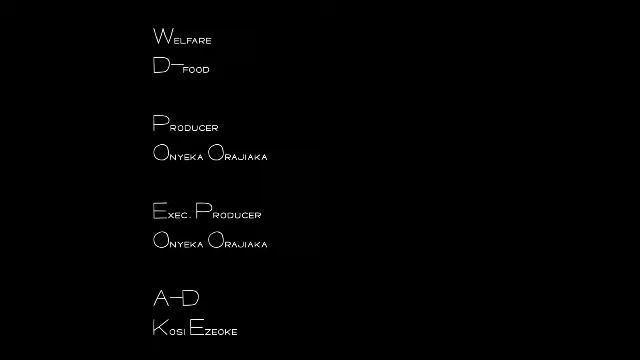 Welfare
D-food
Producer
Onyeka Orajiaka
Exec. Producer
Onyeka Orajiaka
A-D
Kosi Ezeoke